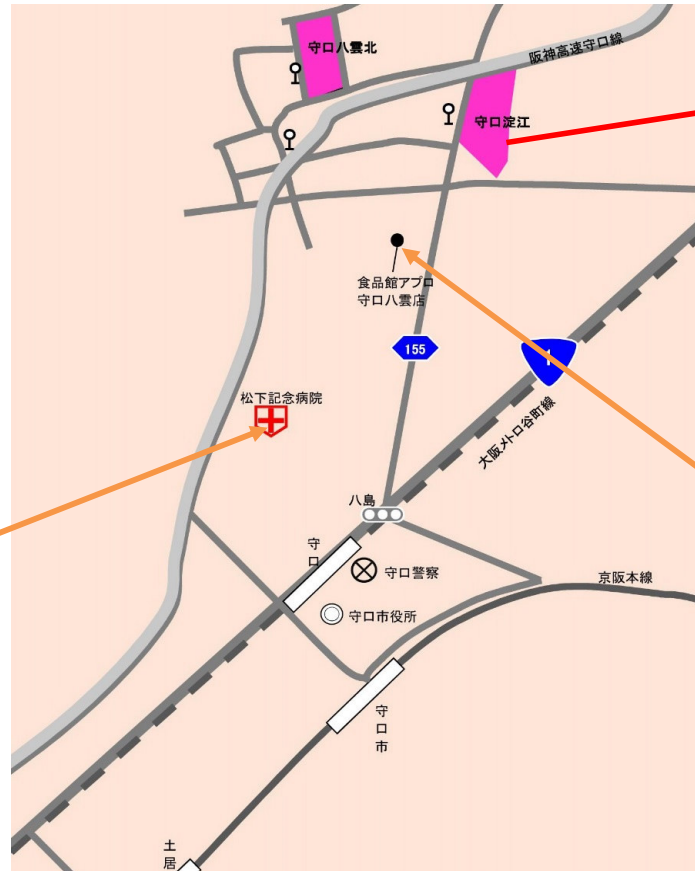 守口八雲北
阪神高速守口線
守口淀江
食品館アプロ
守口八雲店
155
1
松下記念病院
大阪メトロ谷町線
八島
守口
守口警察
京阪本線
守口市役所
守口市
土居